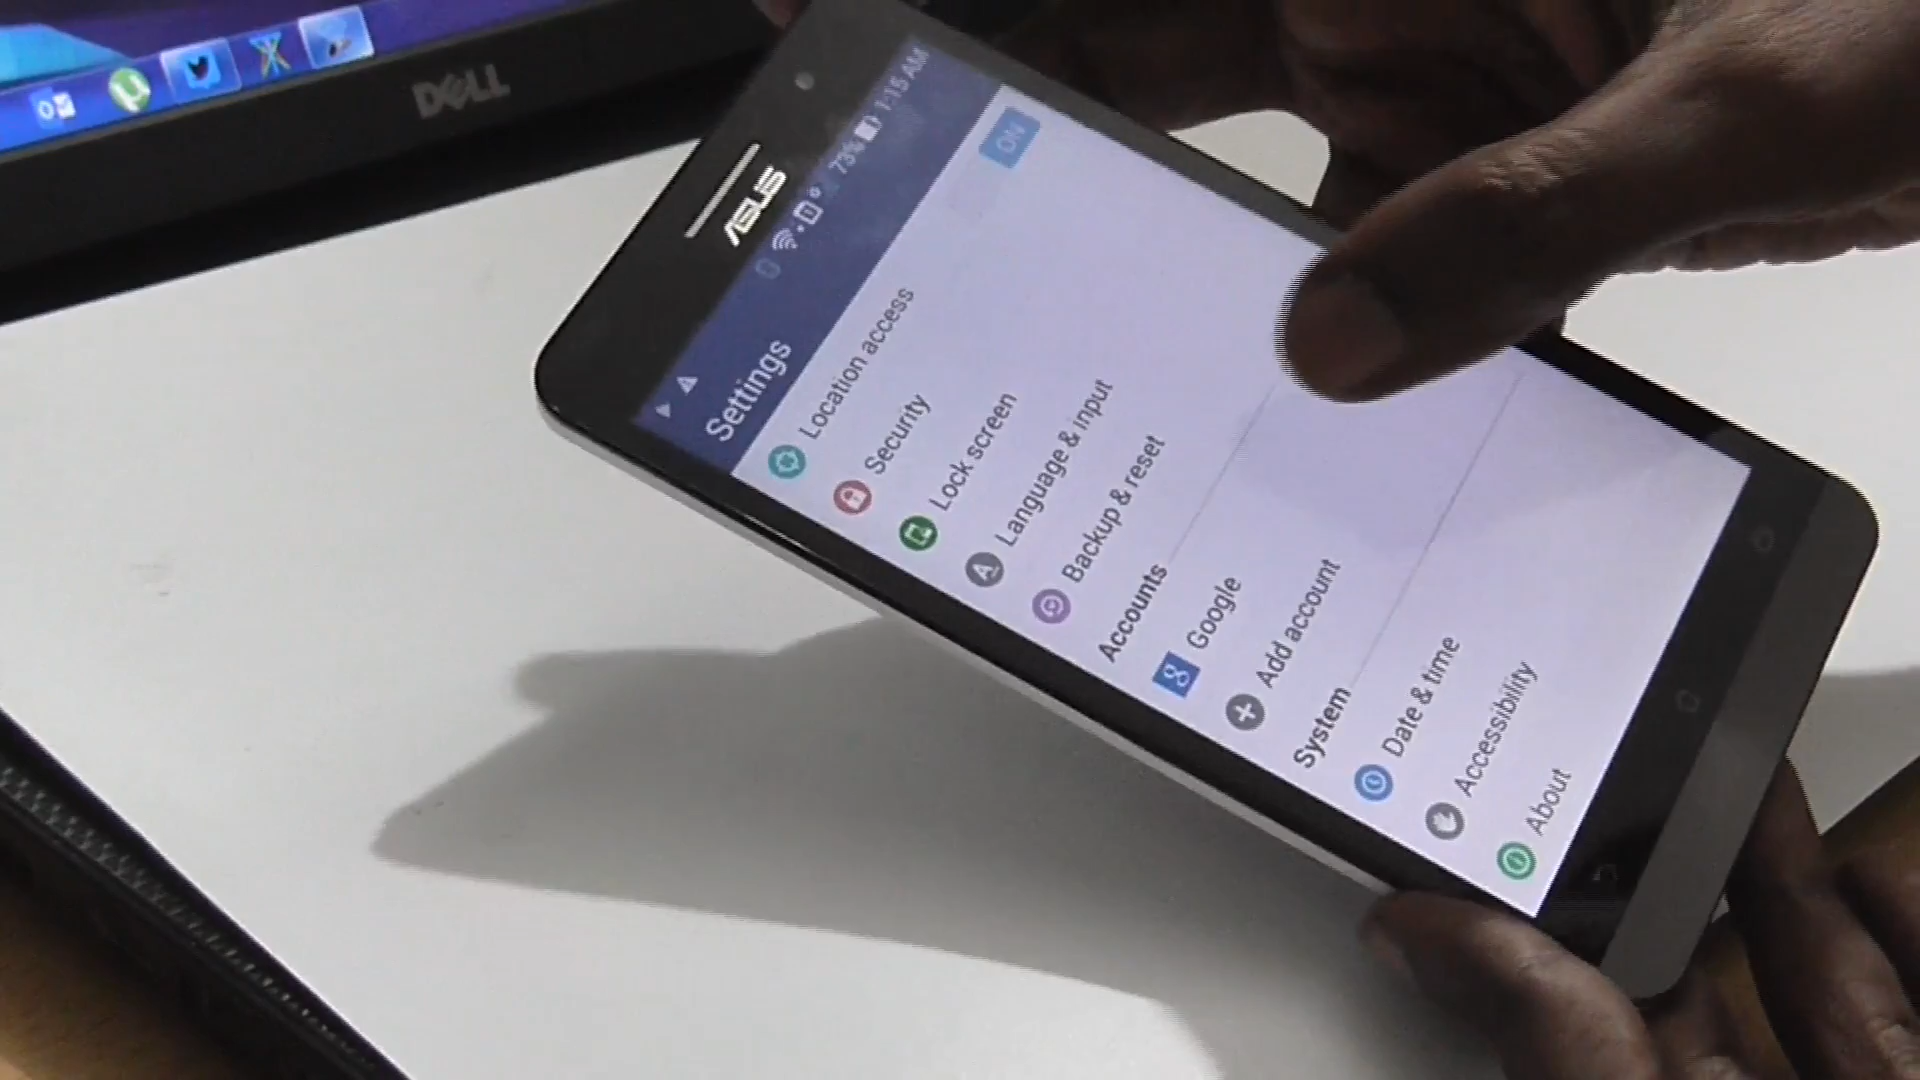 DELL
ASUS
73% 1:15 AM
Settings
Location access ON
Security
Lock screen
Language & input
Backup & reset
Accounts
Google
Add account
System
Date & time
Accessibility
About